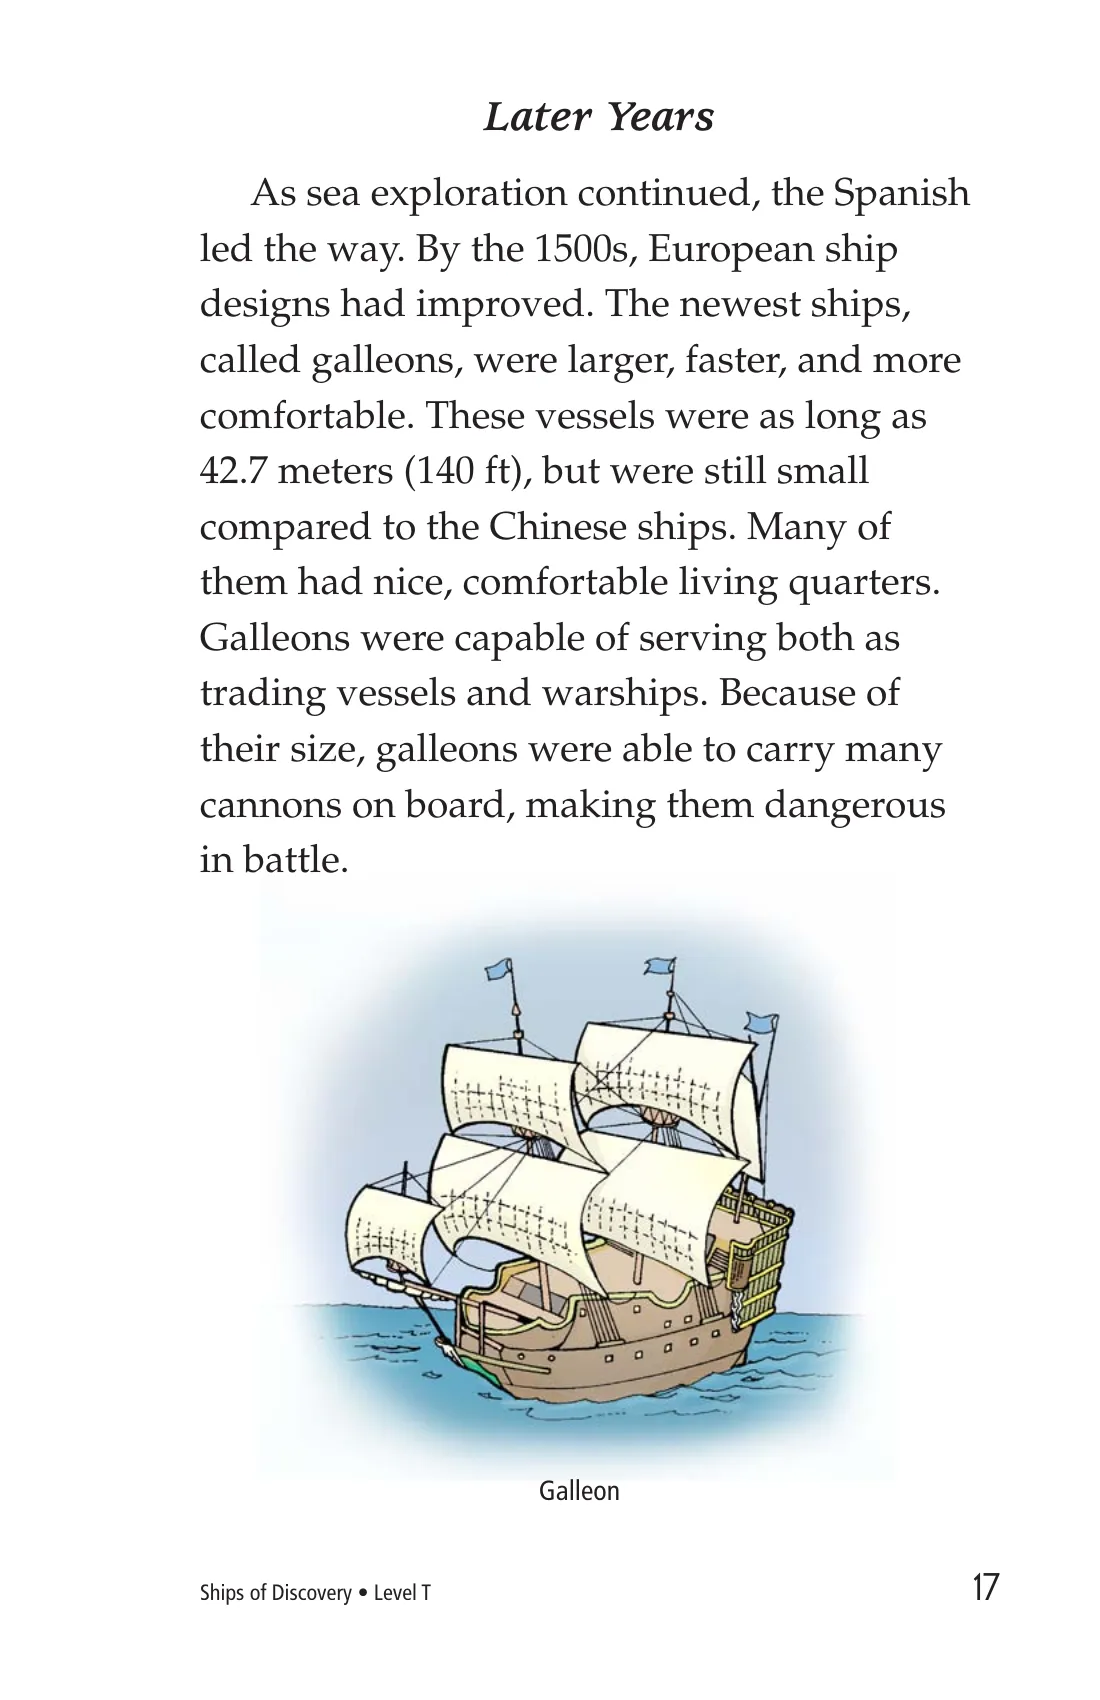 Later Years
As sea exploration continued, the Spanish
led the way. By the 1500s, European ship
designs had improved. The newest ships,
called galleons, were larger, faster, and more
comfortable. These vessels were as long as
42.7 meters (140 ft), but were still small
compared to the Chinese ships. Many of
them had nice, comfortable living quarters.
Galleons were capable of serving both as
trading vessels and warships. Because of
their size, galleons were able to carry many
cannons on board, making them dangerous
in battle.
Galleon
Ships of Discovery • Level T 17